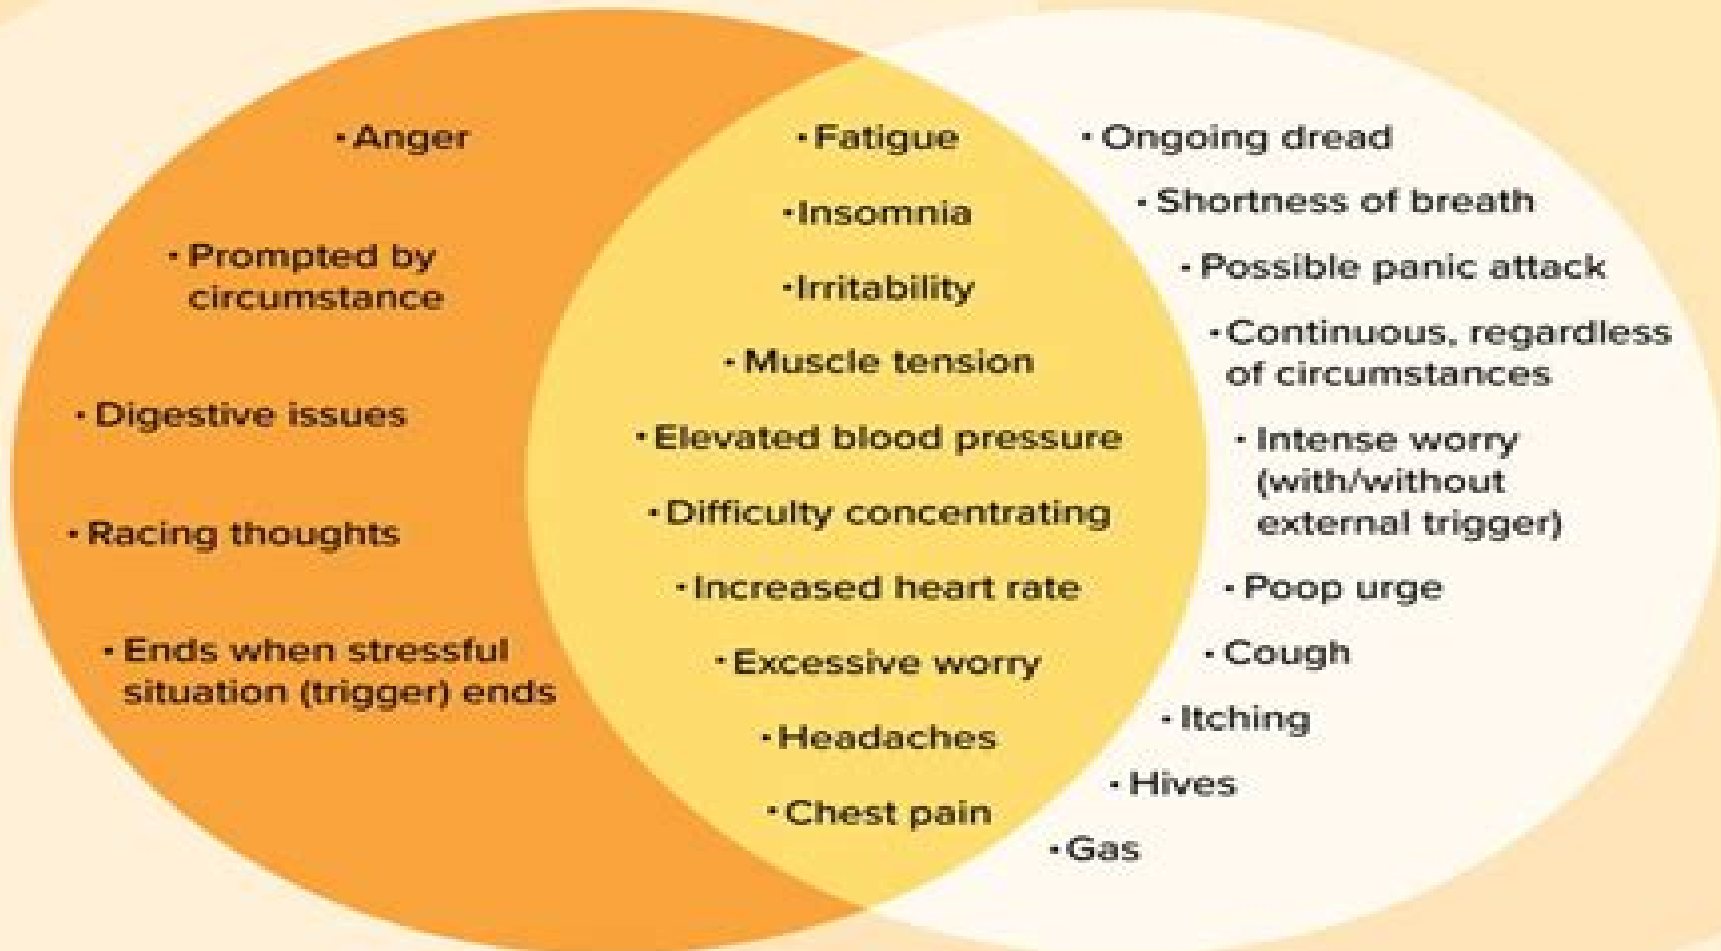 • Anger
• Prompted by
circumstance
• Digestive issues
• Racing thoughts
• Ends when stressful
situation (trigger) ends
• Fatigue
• Insomnia
• Irritability
• Muscle tension
• Elevated blood pressure
• Difficulty concentrating
• Increased heart rate
• Excessive worry
• Headaches
• Chest pain
• Ongoing dread
• Shortness of breath
• Possible panic attack
• Continuous, regardless
of circumstances
• Intense worry
(with/without
external trigger)
• Poop urge
• Cough
• Itching
• Hives
• Gas